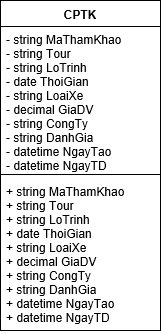 CPTK
- string MaThamKhao
- string Tour
- string LoTrinh
- date ThoiGian
- string LoaiXe
- decimal GiaDV
- string CongTy
- string DanhGia
- datetime NgayTao
- datetime NgayTD
+ string MaThamKhao
+ string Tour
+ string LoTrinh
+ date ThoiGian
+ string LoaiXe
+ decimal GiaDV
+ string CongTy
+ string DanhGia
+ datetime NgayTao
+ datetime NgayTD